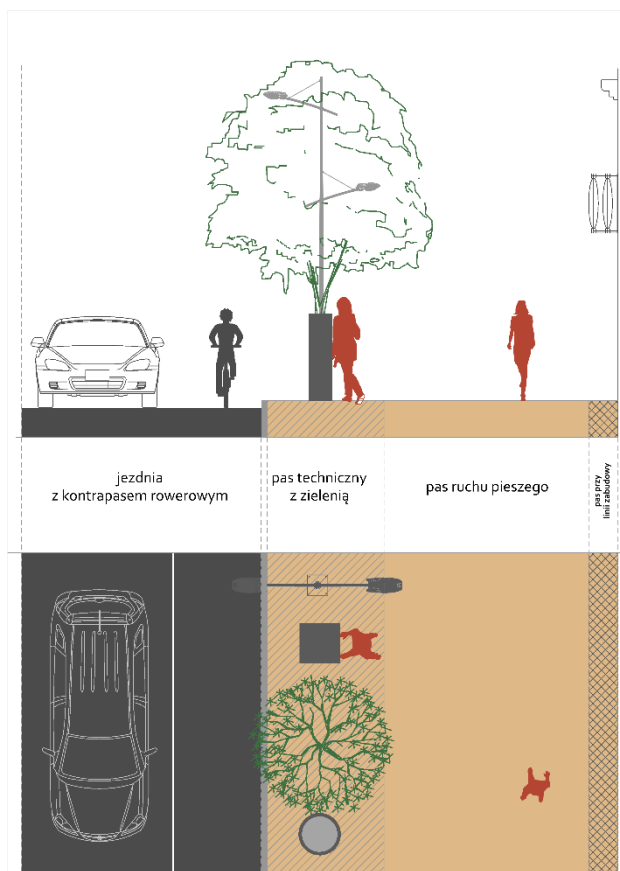 jezdnia
z kontrapasem rowerowym
pas techniczny
z zielenią
pas ruchu pieszego
pas przy
linii zabudowy